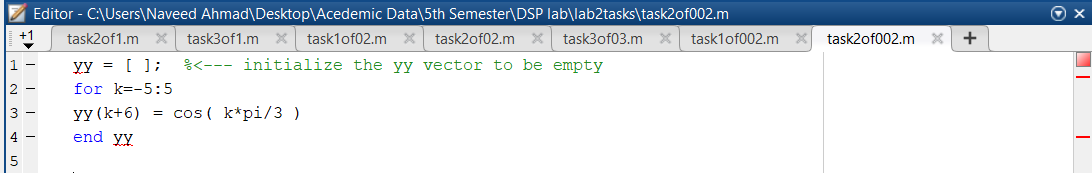 Editor - C:\Users\Naveed Ahmad\Desktop\Acedemic Data\5th Semester\DSP lab\lab2tasks\task2of002.m
+1 task2of1.m task3of1.m task1of02.m task2of02.m task3of03.m task1of002.m task2of002.m +
1 - yy = [ ]; %<--- initialize the yy vector to be empty
2 - for k=-5:5
3 - yy(k+6) = cos( k*pi/3 )
4 - end yy
5